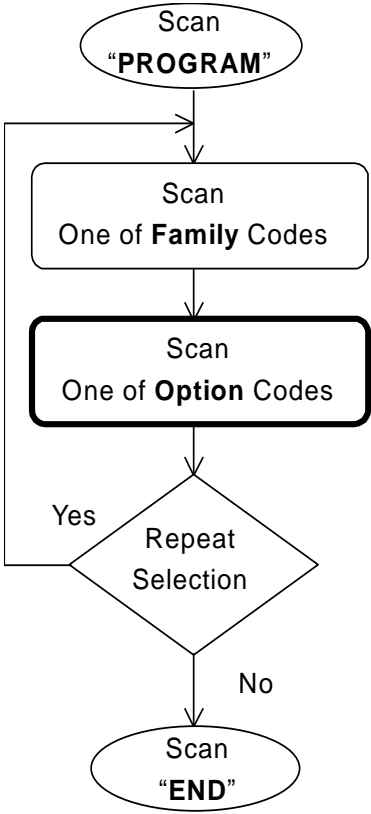 Scan
“PROGRAM”
Scan
One of Family Codes
Scan
One of Option Codes
Yes
Repeat
Selection
No
Scan
“END”